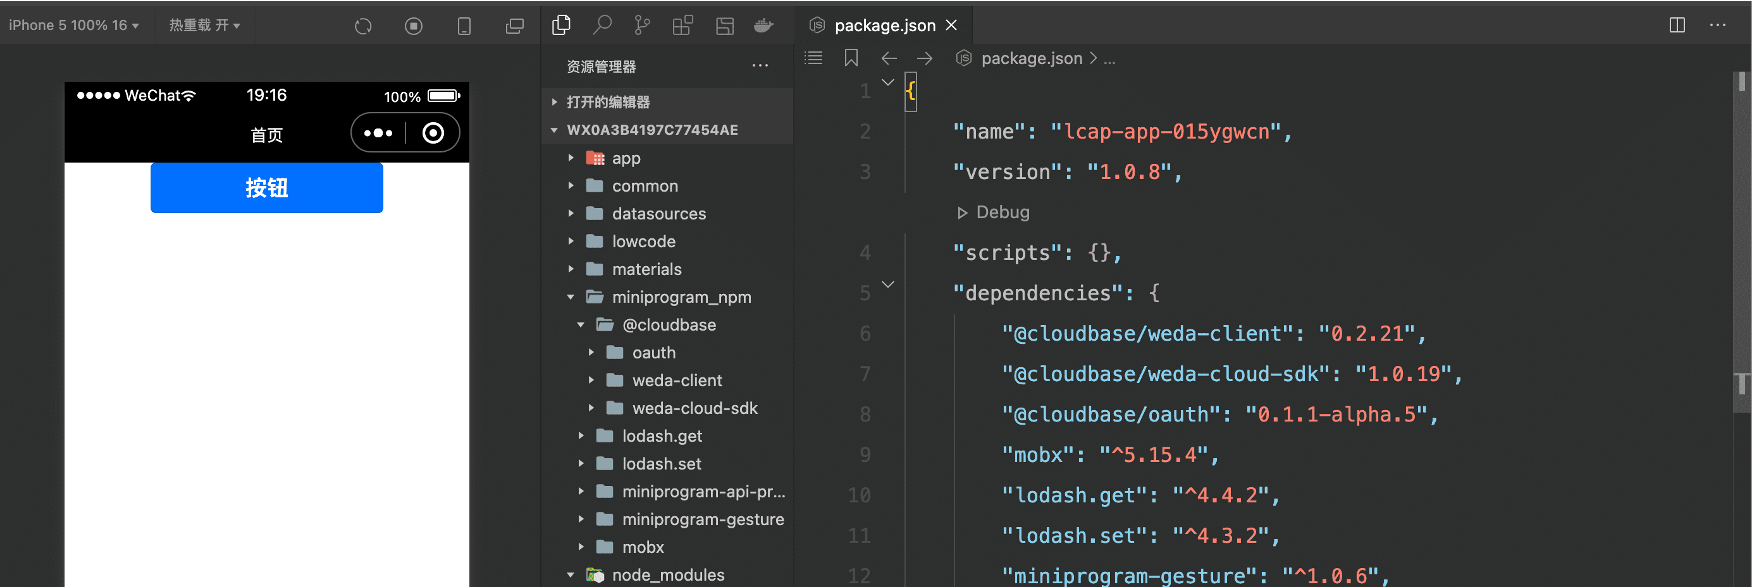 iPhone 5 100% 16
热重载 开
WeChat
19:16
100%
首页
按钮
资源管理器
打开的编辑器
WX0A3B4197C77454AE
app
common
datasources
lowcode
materials
miniprogram_npm
@cloudbase
oauth
weda-client
weda-cloud-sdk
lodash.get
lodash.set
miniprogram-api-pr...
miniprogram-gesture
mobx
node_modules
package.json
package.json > ...
1 {
2 "name": "lcap-app-015ygwcn",
3 "version": "1.0.8",
Debug
4 "scripts": {},
5 "dependencies": {
6 "@cloudbase/weda-client": "0.2.21",
7 "@cloudbase/weda-cloud-sdk": "1.0.19",
8 "@cloudbase/oauth": "0.1.1-alpha.5",
9 "mobx": "^5.15.4",
10 "lodash.get": "^4.4.2",
11 "lodash.set": "^4.3.2",
12 "miniprogram-gesture": "^1.0.6",